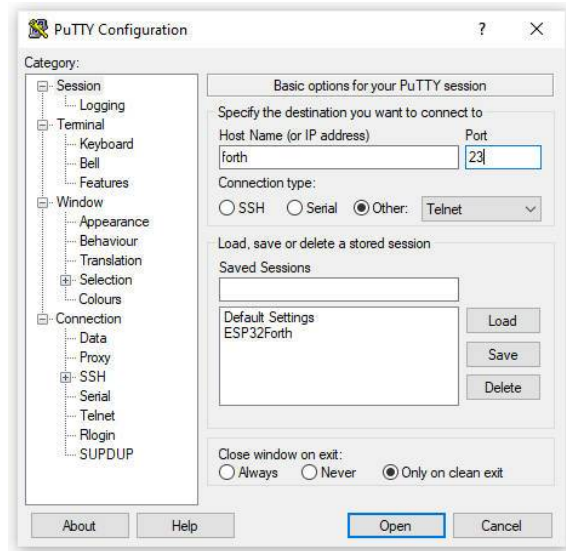 PuTTY Configuration
?
Category:
Session
Logging
Terminal
Keyboard
Bell
Features
Window
Appearance
Behaviour
Translation
Selection
Colours
Connection
Data
Proxy
SSH
Serial
Telnet
Rlogin
SUPDUP
Basic options for your PuTTY session
Specify the destination you want to connect to
Host Name (or IP address) Port
forth 23
Connection type:
SSH Serial Other: Telnet
Load, save or delete a stored session
Saved Sessions
Default Settings
ESP32Forth
Load
Save
Delete
Close window on exit:
Always Never Only on clean exit
About Help Open Cancel